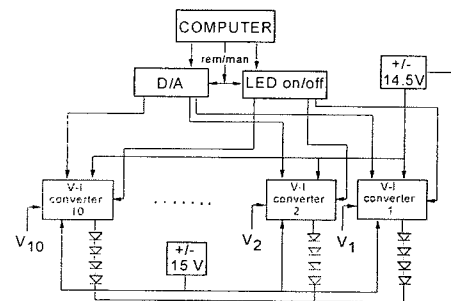 COMPUTER
rem/man
D/A
LED on/off
+/-
14.5V
V-I
converter
10
.......
V-I
converter
2
V-I
converter
1
V10
V2
V1
+/-
15 V